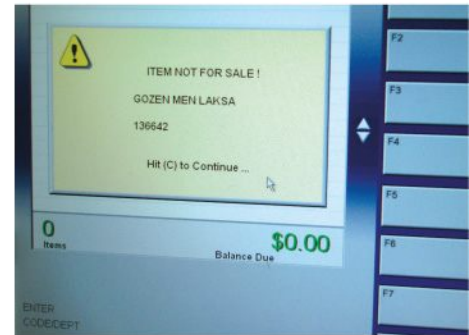 ITEM NOT FOR SALE !
GOZEN MEN LAKSA
136642
Hit (C) to Continue ...
0
Items
Balance Due
$0.00
ENTER
CODE/DEPT
F2
F3
F4
F5
F6
F7